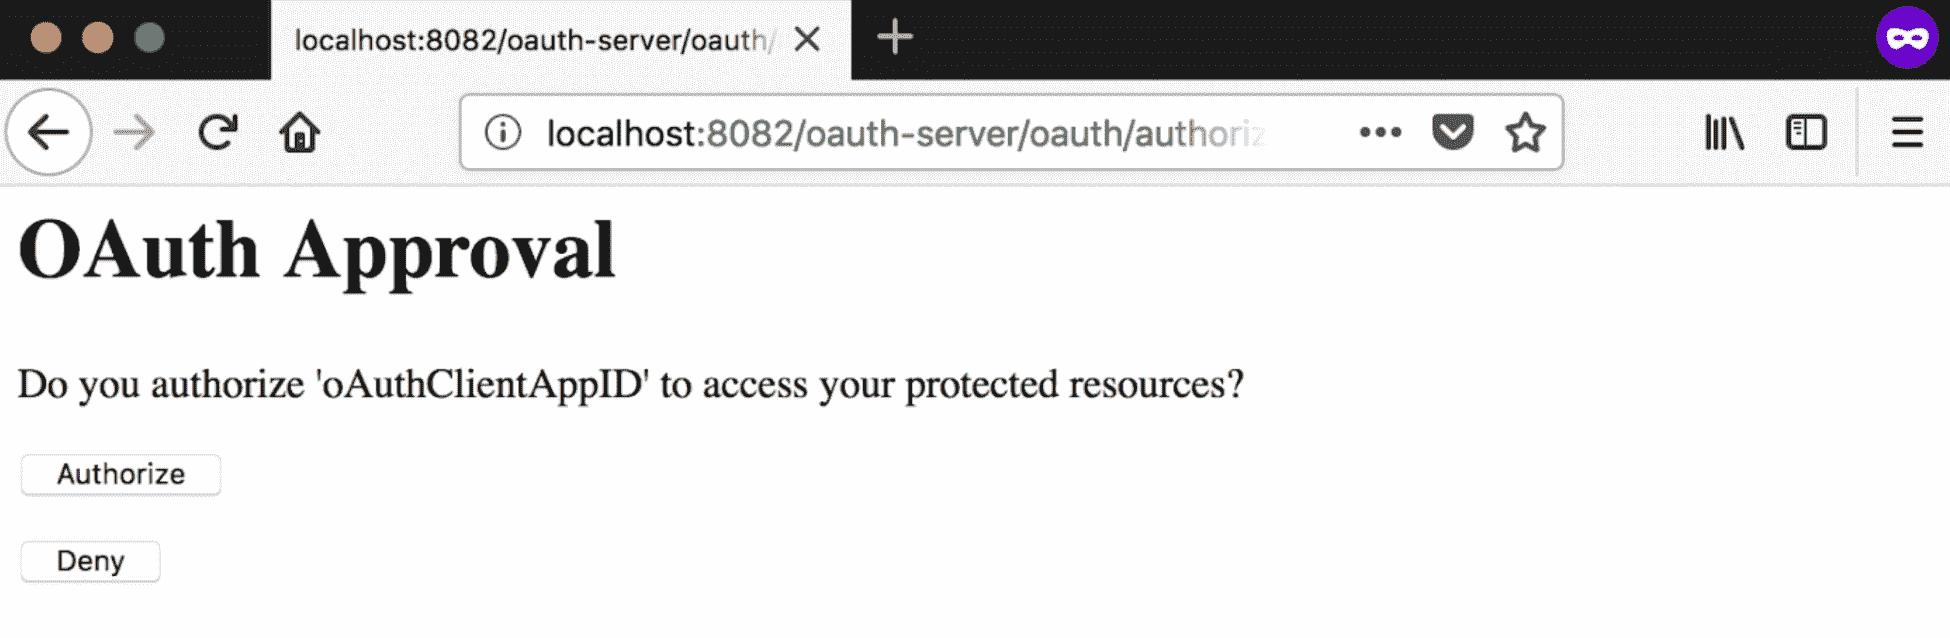 localhost:8082/oauth-server/oauth/
localhost:8082/oauth-server/oauth/authoriz
OAuth Approval
Do you authorize 'oAuthClientAppID' to access your protected resources?
Authorize
Deny